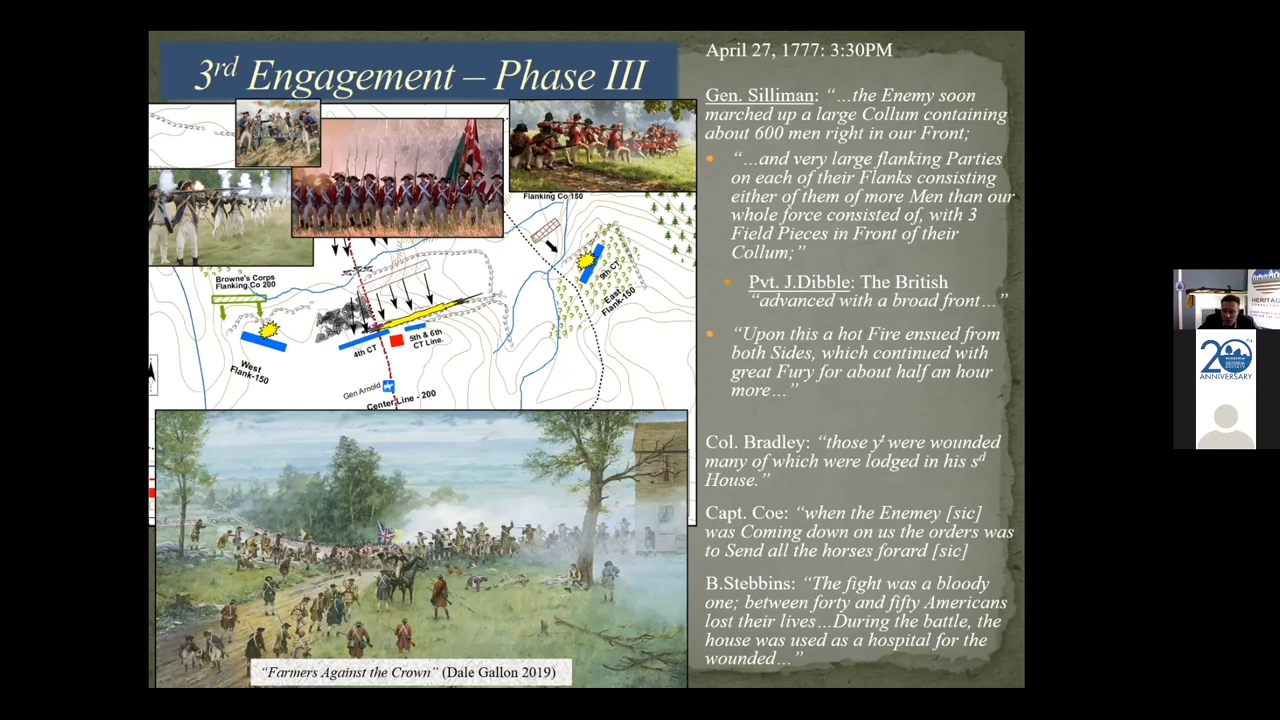 3rd Engagement – Phase III
April 27, 1777: 3:30PM
Gen. Silliman: “…the Enemy soon
marched up a large Collum containing
about 600 men right in our Front;
“…and very large flanking Parties
on each of their Flanks consisting
either of them of more Men than our
whole force consisted of, with 3
Field Pieces in Front of their
Collum;”
Pvt. J.Dibble: The British
“advanced with a broad front…”
“Upon this a hot Fire ensued from
both Sides, which continued with
great Fury for about half an hour
more…”
Col. Bradley: “those yt were wounded
many of which were lodged in his sd
House.”
Capt. Coe: “when the Enemey [sic]
was Coming down on us the orders was
to Send all the horses forard [sic]
B.Stebbins: “The fight was a bloody
one; between forty and fifty Americans
lost their lives…During the battle, the
house was used as a hospital for the
wounded…”
Flanking Co 150
Browne's Corps
Flanking Co 200
9th CT
East
Flank-150
West
Flank-150
4th CT
5th & 6th
CT Line.
Gen Arnold
Center Line - 200
“Farmers Against the Crown” (Dale Gallon 2019)
HERITAGE
20TH
ANNIVERSARY